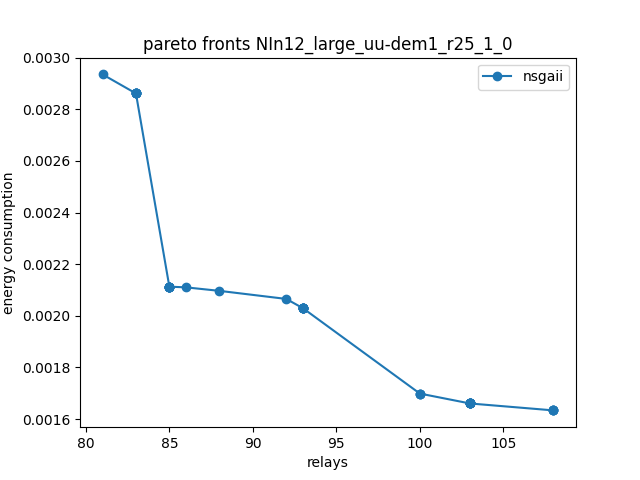 pareto fronts NIn12_large_uu-dem1_r25_1_0
nsgaii
energy consumption
0.0030
0.0028
0.0026
0.0024
0.0022
0.0020
0.0018
0.0016
80 85 90 95 100 105
relays